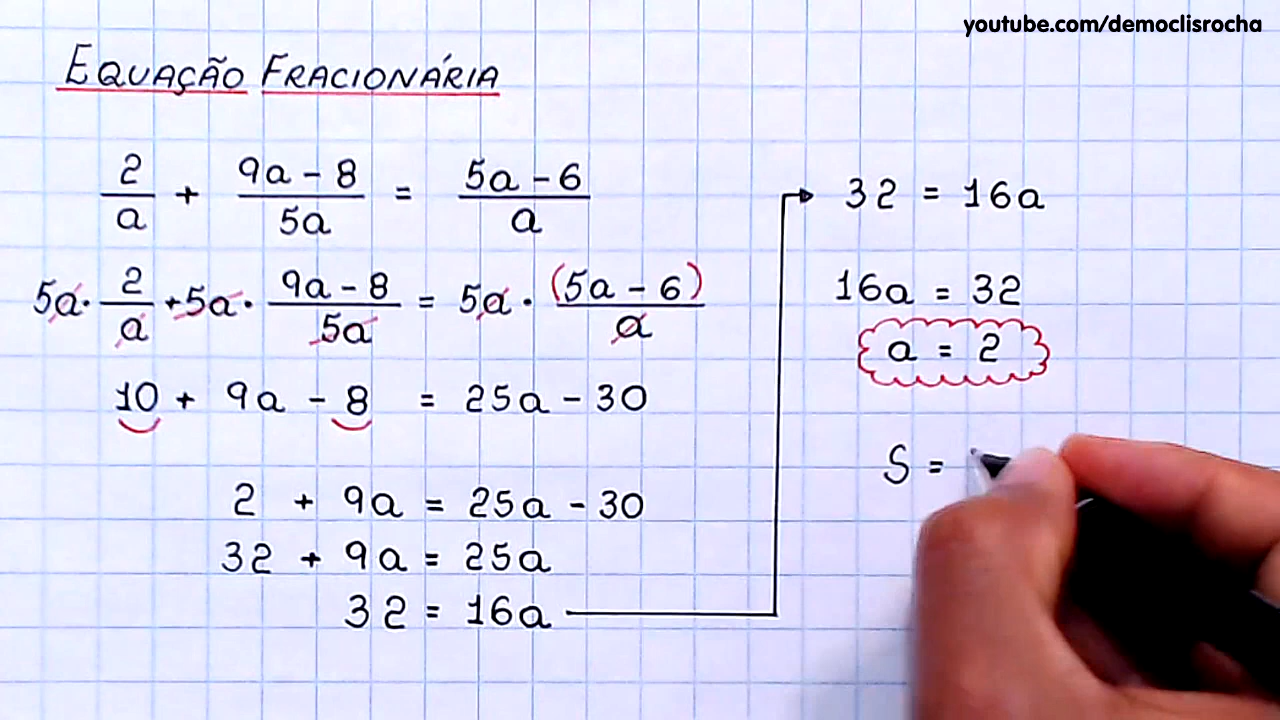 youtube.com/democlisrocha
EQUAÇÃO FRACIONÁRIA
2/a + (9a - 8)/5a = (5a - 6)/a
5a · 2/a + 5a · (9a - 8)/5a = 5a · (5a - 6)/a
10 + 9a - 8 = 25a - 30
2 + 9a = 25a - 30
32 + 9a = 25a
32 = 16a
32 = 16a
16a = 32
a = 2
S =